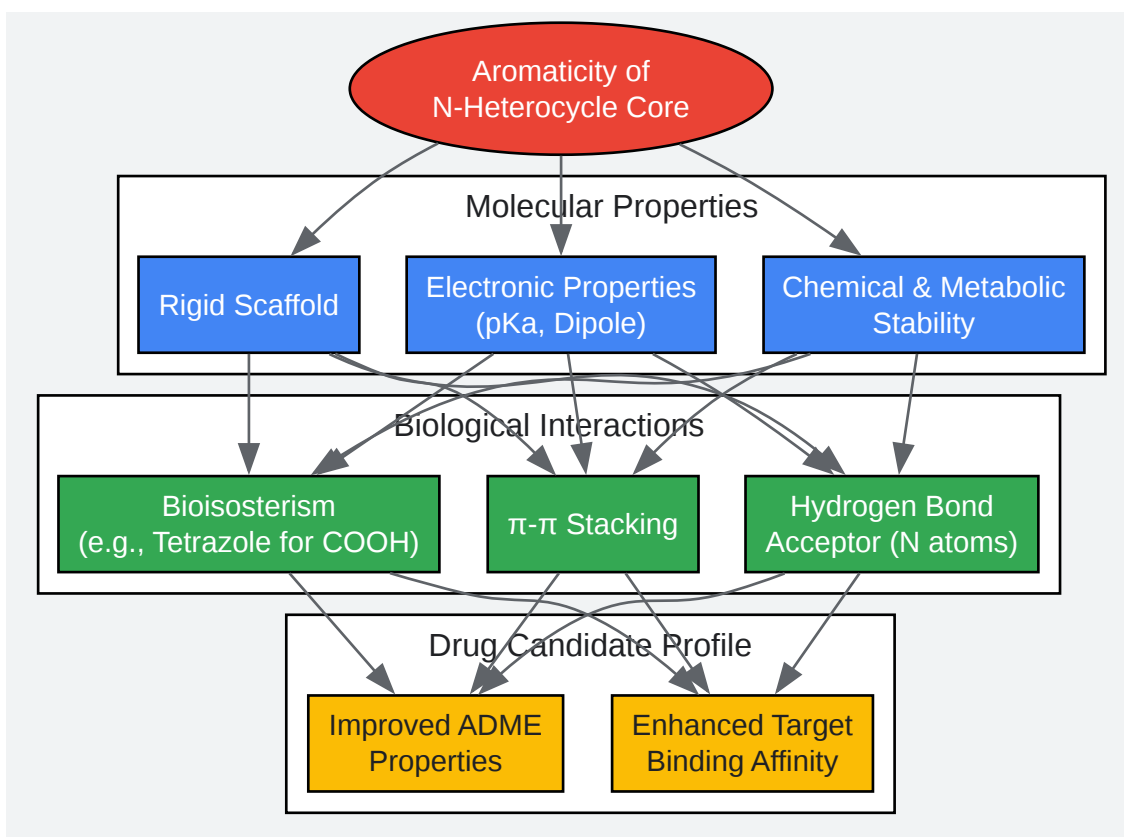 Aromaticity of
N-Heterocycle Core
Molecular Properties
Rigid Scaffold
Electronic Properties
(pKa, Dipole)
Chemical & Metabolic
Stability
Biological Interactions
Bioisosterism
(e.g., Tetrazole for COOH)
π-π Stacking
Hydrogen Bond
Acceptor (N atoms)
Drug Candidate Profile
Improved ADME
Properties
Enhanced Target
Binding Affinity